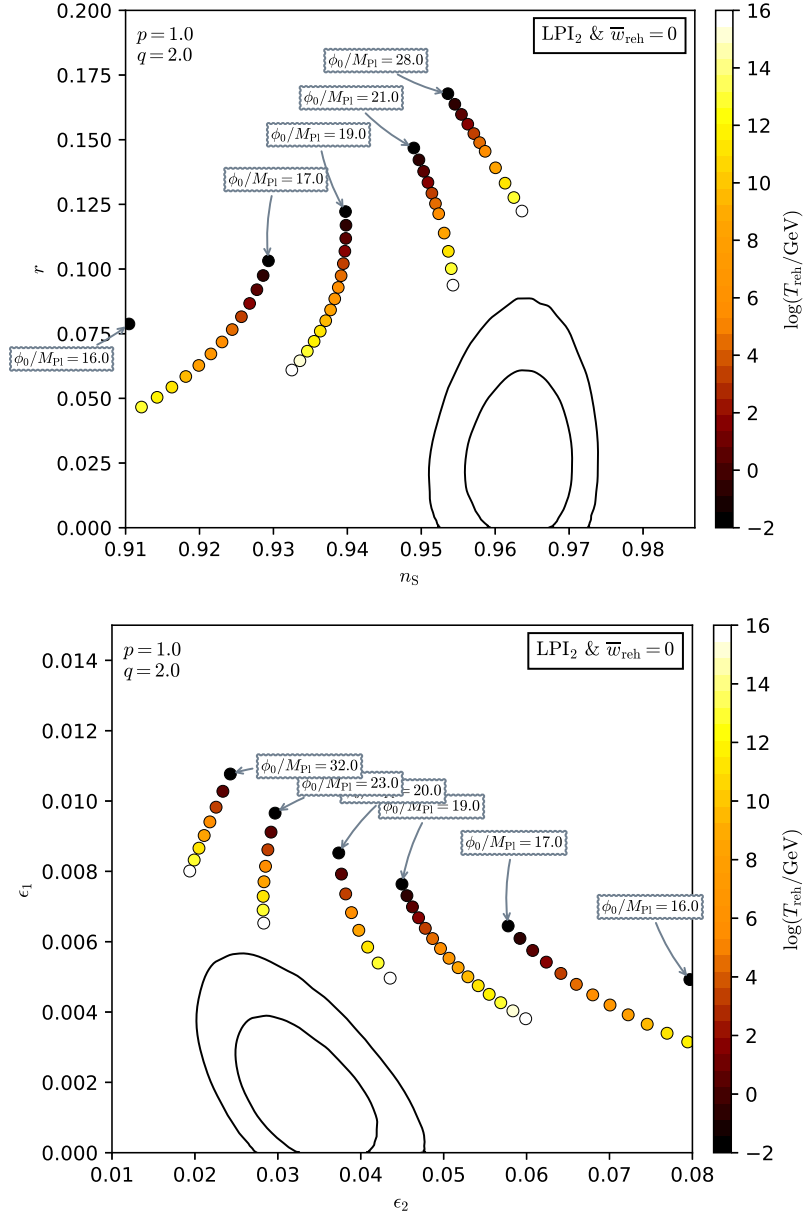 p = 1.0
q = 2.0
LPI₂ & w̅_reh = 0
ϕ₀/M_Pl = 28.0
ϕ₀/M_Pl = 21.0
ϕ₀/M_Pl = 19.0
ϕ₀/M_Pl = 17.0
ϕ₀/M_Pl = 16.0
0.200
0.175
0.150
0.125
0.100
0.075
0.050
0.025
0.000
r
0.91 0.92 0.93 0.94 0.95 0.96 0.97 0.98
n_S
16
14
12
10
8
6
4
2
0
−2
log(T_reh/GeV)
p = 1.0
q = 2.0
LPI₂ & w̅_reh = 0
ϕ₀/M_Pl = 32.0
ϕ₀/M_Pl = 23.0
20.0
ϕ₀/M_Pl = 19.0
ϕ₀/M_Pl = 17.0
ϕ₀/M_Pl = 16.0
0.014
0.012
0.010
0.008
0.006
0.004
0.002
0.000
ϵ₁
0.01 0.02 0.03 0.04 0.05 0.06 0.07 0.08
ϵ₂
16
14
12
10
8
6
4
2
0
−2
log(T_reh/GeV)